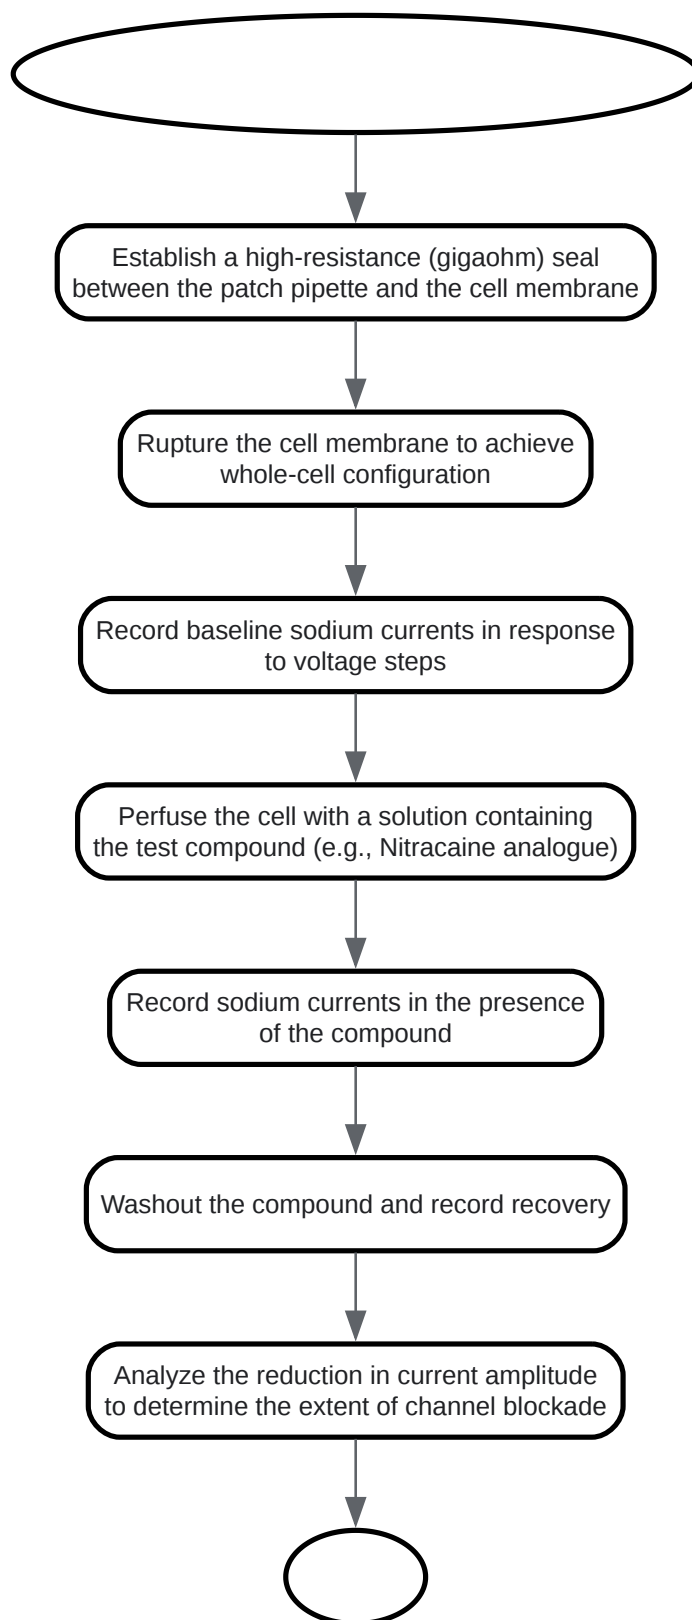 Establish a high-resistance (gigaohm) seal
between the patch pipette and the cell membrane
Rupture the cell membrane to achieve
whole-cell configuration
Record baseline sodium currents in response
to voltage steps
Perfuse the cell with a solution containing
the test compound (e.g., Nitracaine analogue)
Record sodium currents in the presence
of the compound
Washout the compound and record recovery
Analyze the reduction in current amplitude
to determine the extent of channel blockade